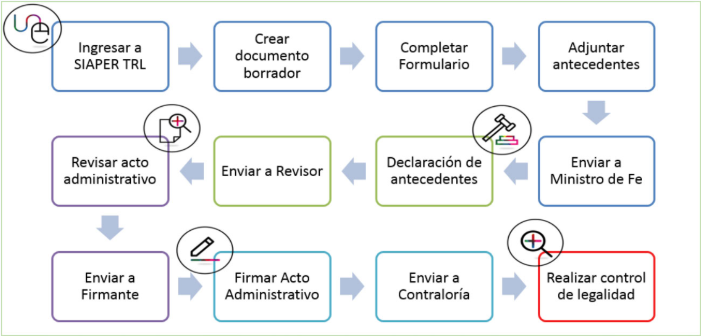 Ingresar a
SIAPER TRL
Crear
documento
borrador
Completar
Formulario
Adjuntar
antecedentes
Enviar a
Ministro de Fe
Declaración de
antecedentes
Enviar a Revisor
Revisar acto
administrativo
Enviar a
Firmante
Firmar Acto
Administrativo
Enviar a
Contraloría
Realizar control
de legalidad